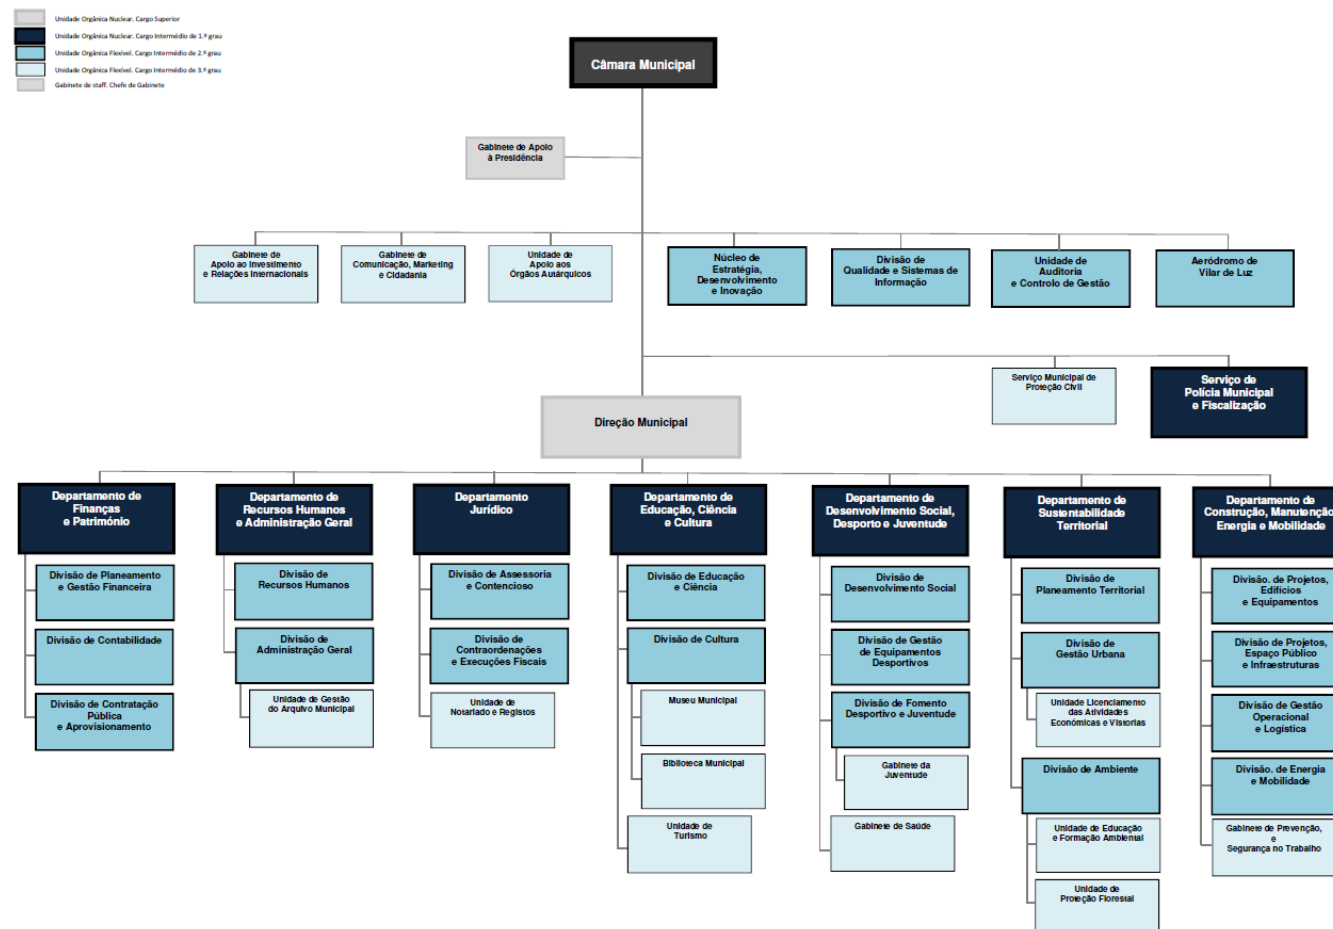 Unidade Orgânica Nuclear. Cargo Superior
Unidade Orgânica Nuclear. Cargo Intermédio de 1.º grau
Unidade Orgânica Flexível. Cargo Intermédio de 2.º grau
Unidade Orgânica Flexível. Cargo Intermédio de 3.º grau
Gabinete de staff. Chefe de Gabinete
Câmara Municipal
Gabinete de Apoio
à Presidência
Gabinete de
Apoio ao Investimento
e Relações Internacionais
Gabinete de
Comunicação, Marketing
e Cidadania
Unidade de
Apoio aos
Órgãos Autárquicos
Núcleo de
Estratégia,
Desenvolvimento
e Inovação
Divisão de
Qualidade e Sistemas de
Informação
Unidade de
Auditoria
e Controlo de Gestão
Aeródromo de
Vilar de Luz
Serviço Municipal de
Proteção Civil
Serviço de
Polícia Municipal
e Fiscalização
Direção Municipal
Departamento de
Finanças
e Património
Divisão de Planeamento
e Gestão Financeira
Divisão de Contabilidade
Divisão de Contratação
Pública
e Aprovisionamento
Departamento de
Recursos Humanos
e Administração Geral
Divisão de
Recursos Humanos
Divisão de
Administração Geral
Unidade de Gestão
do Arquivo Municipal
Departamento
Jurídico
Divisão de Assessoria
e Contencioso
Divisão de
Contraordenações
e Execuções Fiscais
Unidade de
Notariado e Registos
Departamento de
Educação, Ciência
e Cultura
Divisão de Educação
e Ciência
Divisão de Cultura
Museu Municipal
Biblioteca Municipal
Unidade de
Turismo
Departamento de
Desenvolvimento Social,
Desporto e Juventude
Divisão de
Desenvolvimento Social
Divisão de Gestão
de Equipamentos
Desportivos
Divisão de Fomento
Desportivo e Juventude
Gabinete da
Juventude
Gabinete de Saúde
Departamento de
Sustentabilidade
Territorial
Divisão de
Planeamento Territorial
Divisão de
Gestão Urbana
Unidade Licenciamento
das Atividades
Económicas e Vistorias
Divisão de Ambiente
Unidade de Educação
e Formação Ambiental
Unidade de
Proteção Florestal
Departamento de
Construção, Manutenção,
Energia e Mobilidade
Divisão. de Projetos,
Edifícios
e Equipamentos
Divisão de Projetos,
Espaço Público
e Infraestruturas
Divisão de Gestão
Operacional
e Logística
Divisão. de Energia
e Mobilidade
Gabinete de Prevenção,
e
Segurança no Trabalho